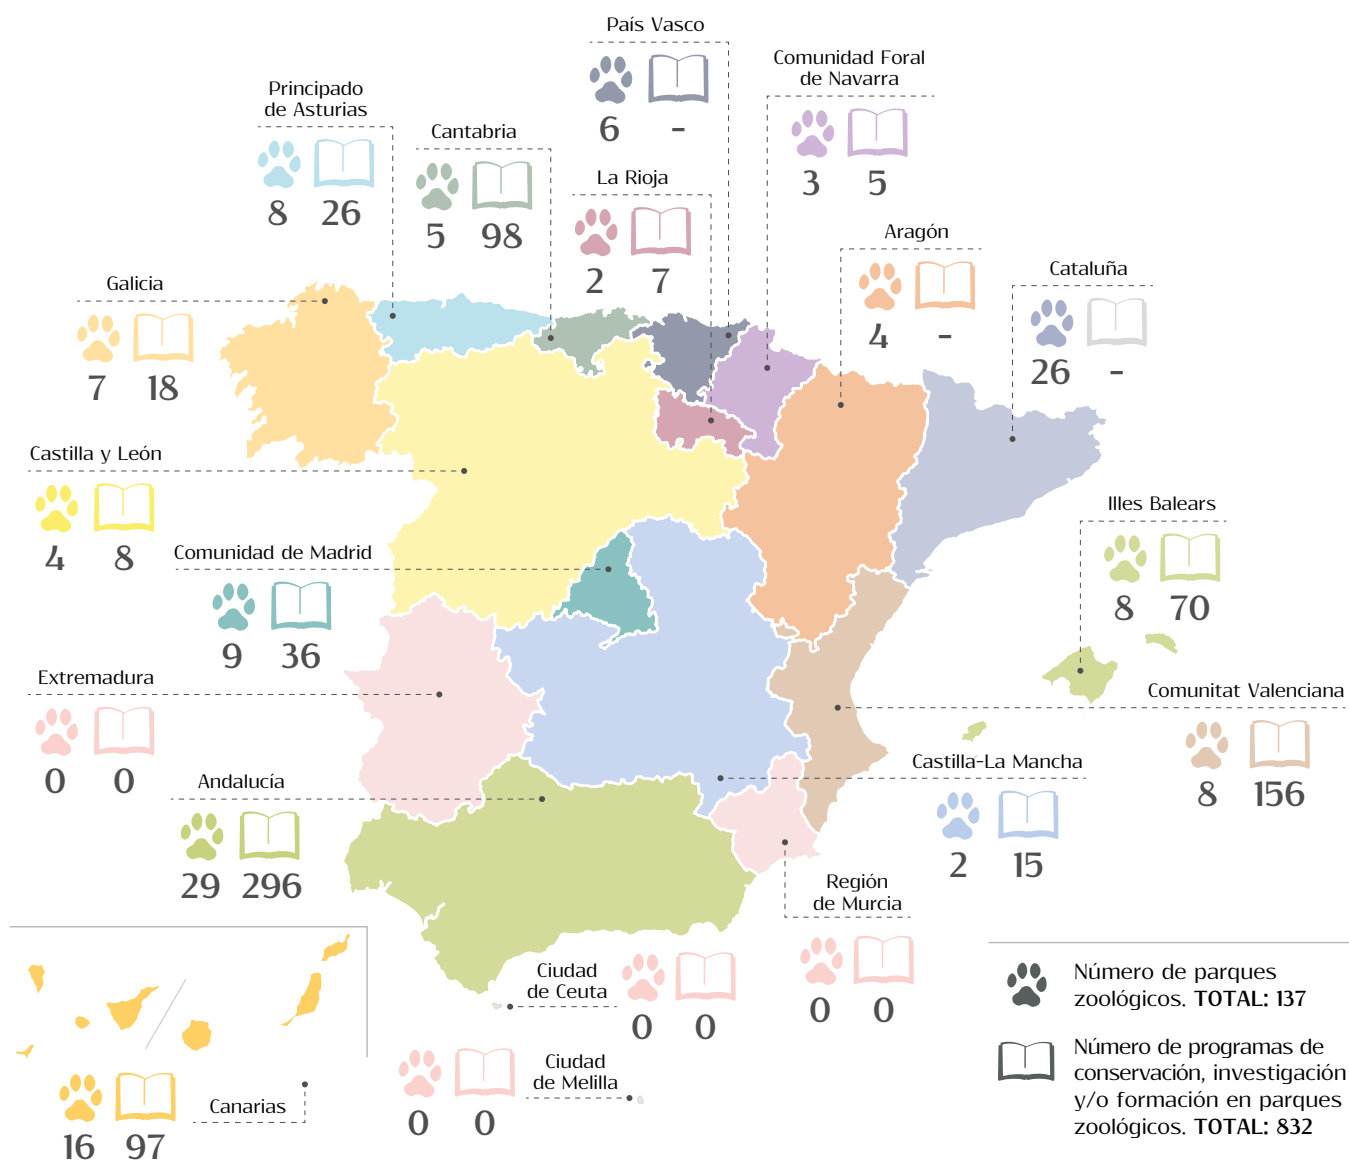 País Vasco
6 -
Comunidad Foral
de Navarra
3 5
Principado
de Asturias
8 26
Cantabria
5 98
La Rioja
2 7
Aragón
4 -
Cataluña
26 -
Galicia
7 18
Castilla y León
4 8
Illes Balears
8 70
Comunidad de Madrid
9 36
Extremadura
0 0
Comunitat Valenciana
8 156
Castilla-La Mancha
2 15
Andalucía
29 296
Región
de Murcia
0 0
Ciudad
de Ceuta
0 0
Ciudad
de Melilla
0 0
Canarias
16 97
Número de parques
zoológicos. TOTAL: 137
Número de programas de
conservación, investigación
y/o formación en parques
zoológicos. TOTAL: 832